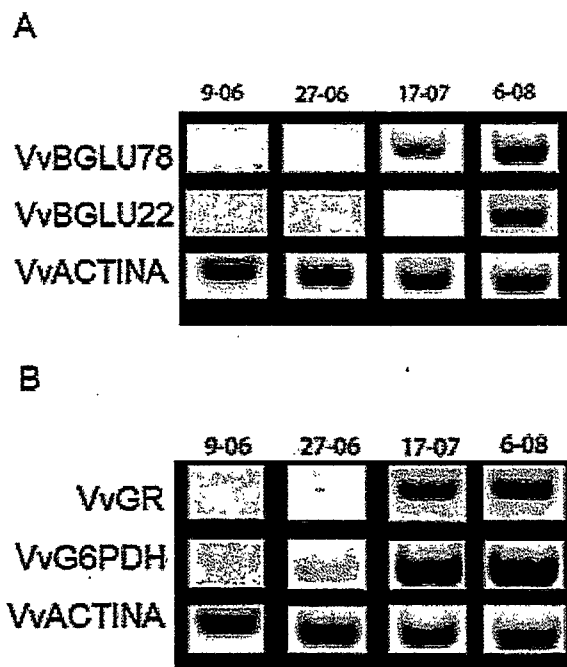 A
9-06 27-06 17-07 6-08
VvBGLU78
VvBGLU22
VvACTINA
B
9-06 27-06 17-07 6-08
VvGR
VvG6PDH
VvACTINA